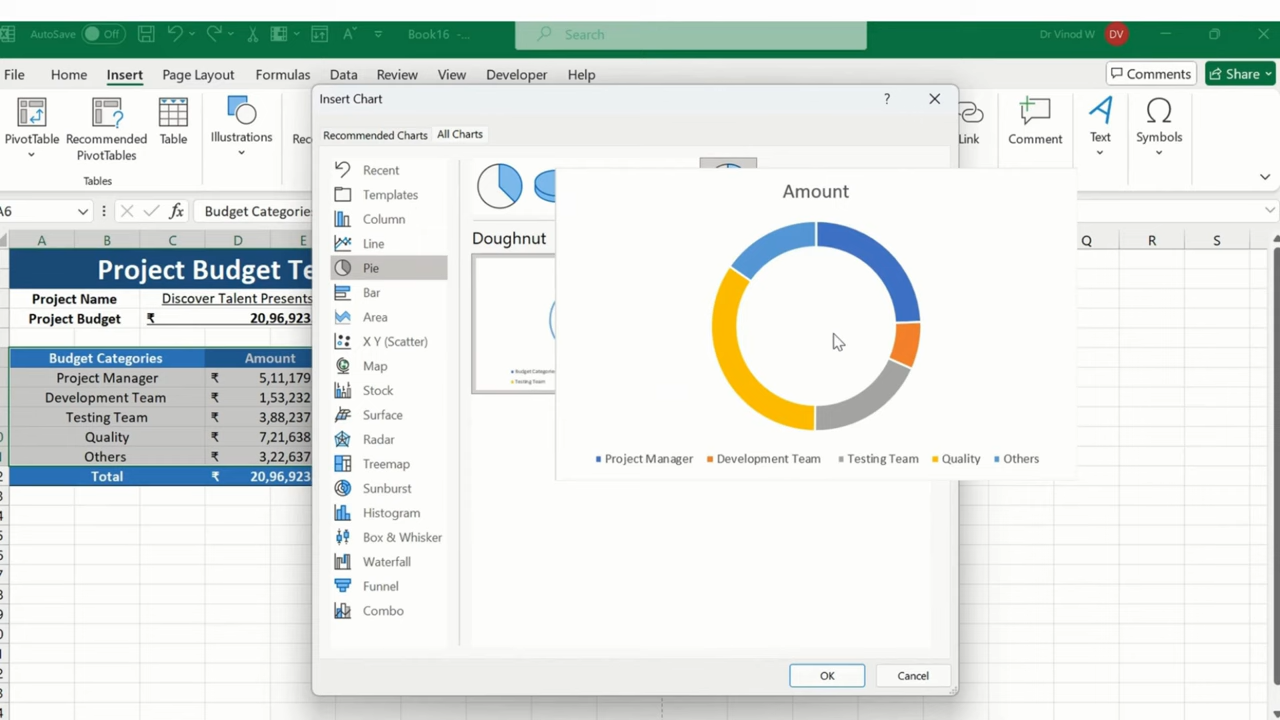 AutoSave Off Book16 -... Search Dr Vinod W DV
File Home Insert Page Layout Formulas Data Review View Developer Help Comments Share
PivotTable Recommended PivotTables Table Illustrations Link Comment Text Symbols
Tables
fx Budget Categories
A B C D E Q R S
Insert Chart ?
Recommended Charts All Charts
Recent
Templates
Column
Line
Pie
Bar
Area
X Y (Scatter)
Map
Stock
Surface
Radar
Treemap
Sunburst
Histogram
Box & Whisker
Waterfall
Funnel
Combo
Doughnut
Amount
Project Manager Development Team Testing Team Quality Others
OK Cancel
Project Budget
Project Name Discover Talent Presents
Project Budget ₹ 20,96,923
Budget Categories Amount
Project Manager ₹ 5,11,179
Development Team ₹ 1,53,232
Testing Team ₹ 3,88,237
Quality ₹ 7,21,638
Others ₹ 3,22,637
Total ₹ 20,96,923